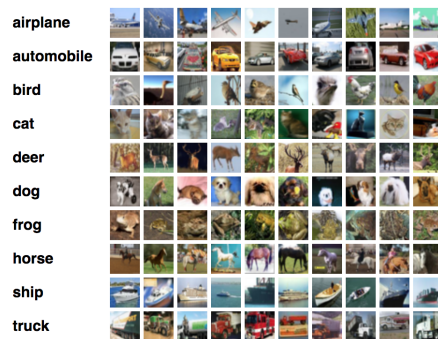 airplane
automobile
bird
cat
deer
dog
frog
horse
ship
truck